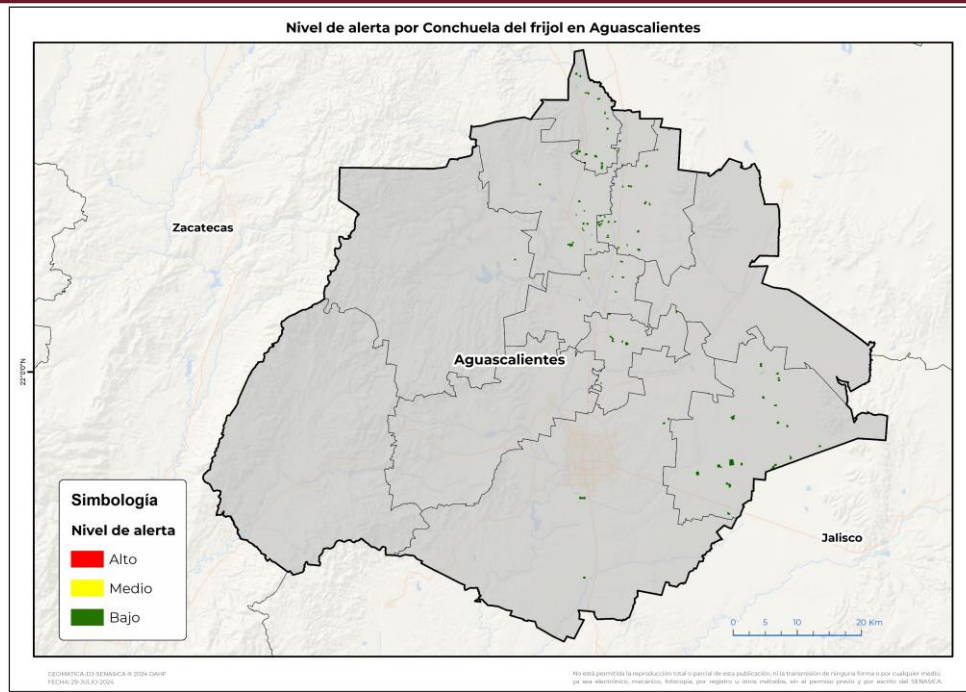 Nivel de alerta por Conchuela del frijol en Aguascalientes
Zacatecas
22°0'0"N
Aguascalientes
Simbología
Nivel de alerta
Alto
Medio
Bajo
Jalisco
0 5 10 20 Km
GEOMATICA-DJ-SENASICA-® 2024 DAHF
FECHA: 29-JULIO-2024
No está permitida la reproducción total o parcial de esta publicación, ni la transmisión de ninguna forma o por cualquier medio,
ya sea electrónico, mecánico, fotocopia, por registro u otros métodos, sin el permiso previo y por escrito del SENASICA.